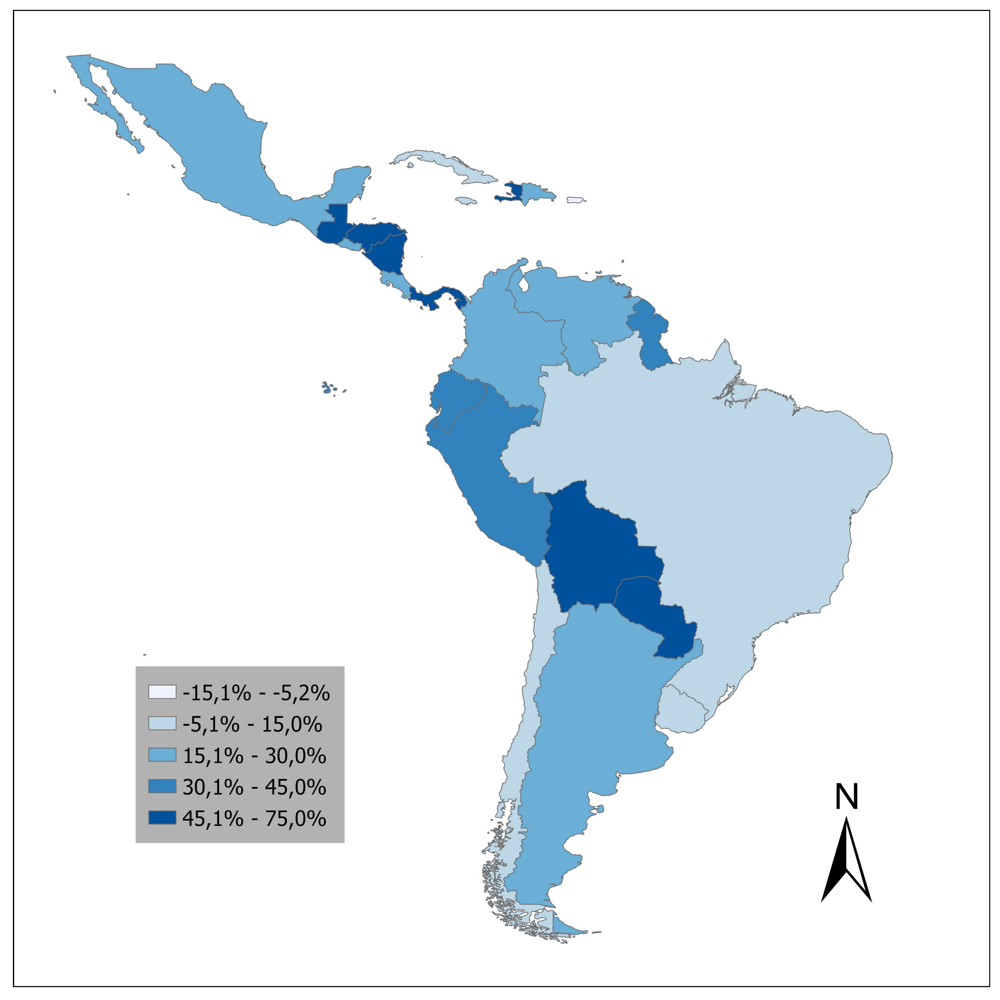 -15,1% - -5,2%
-5,1% - 15,0%
15,1% - 30,0%
30,1% - 45,0%
45,1% - 75,0%
N